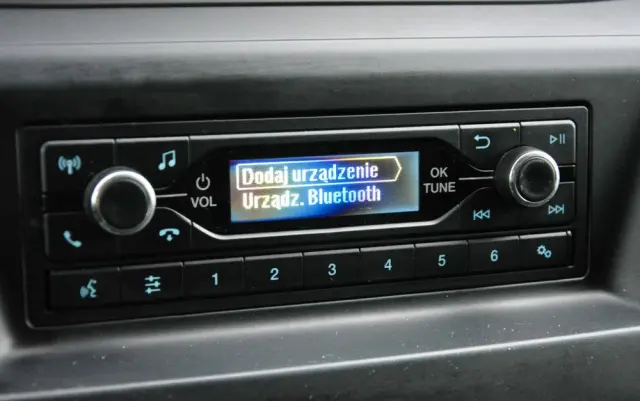 Dodaj urządzenie
Urządz. Bluetooth
VOL
OK
TUNE
1
2
3
4
5
6